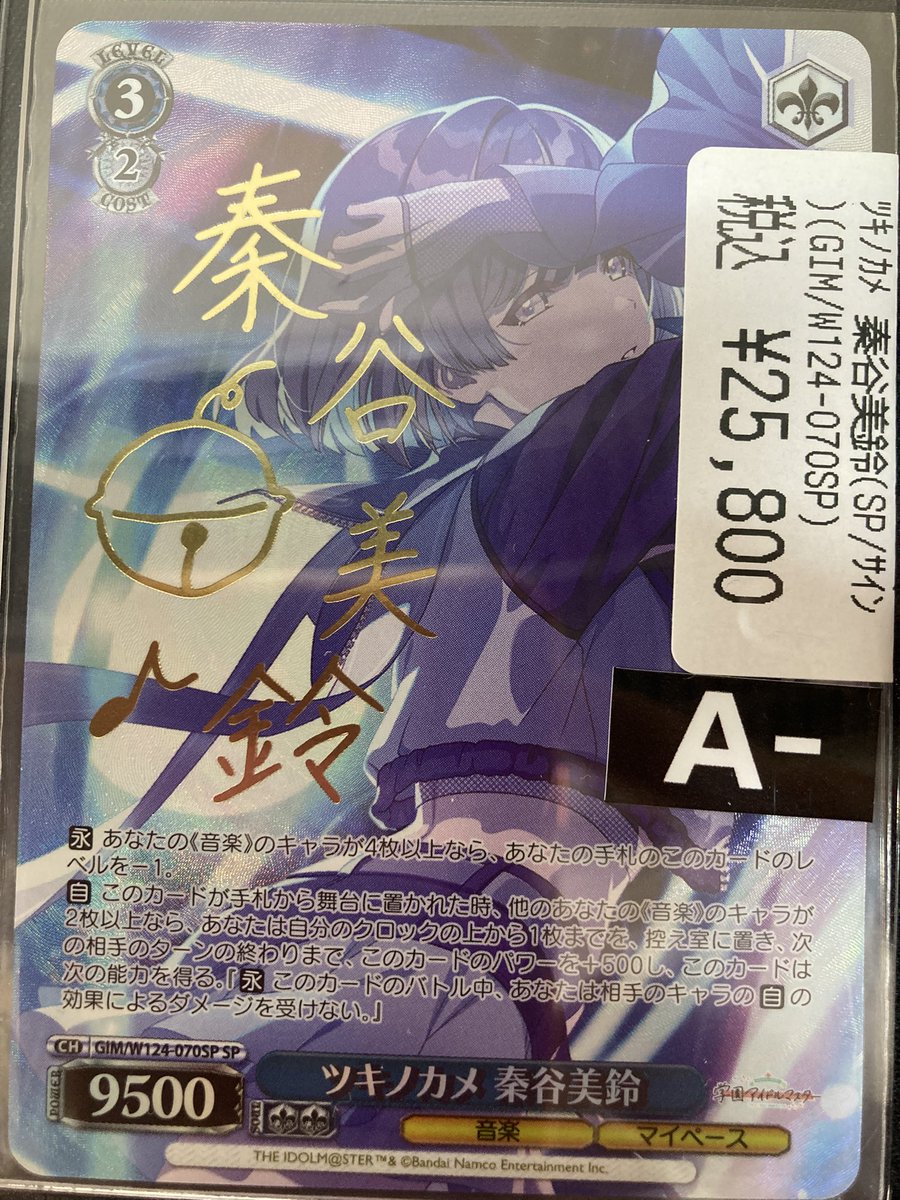 LEVEL
3
2
COST
秦谷美鈴
ツキノカメ 秦谷美鈴(SP/サイン
)(GIM/W124-070SP)
税込 ¥25,800
A-
永 あなたの《音楽》のキャラが4枚以上なら、あなたの手札のこのカードのレ
ベルを-1。
自 このカードが手札から舞台に置かれた時、他のあなたの《音楽》のキャラが
2枚以上なら、あなたは自分のクロックの上から1枚までを、控え室に置き、次
の相手のターンの終わりまで、このカードのパワーを+500し、このカードは
次の能力を得る。『永 このカードのバトル中、あなたは相手のキャラの 自 の
効果によるダメージを受けない。』
CH GIM/W124-070SP SP
POWER 9500
SOUL
ツキノカメ 秦谷美鈴
学園アイドルマスター
音楽 マイペース
THE IDOLM@STER™& ©Bandai Namco Entertainment Inc.